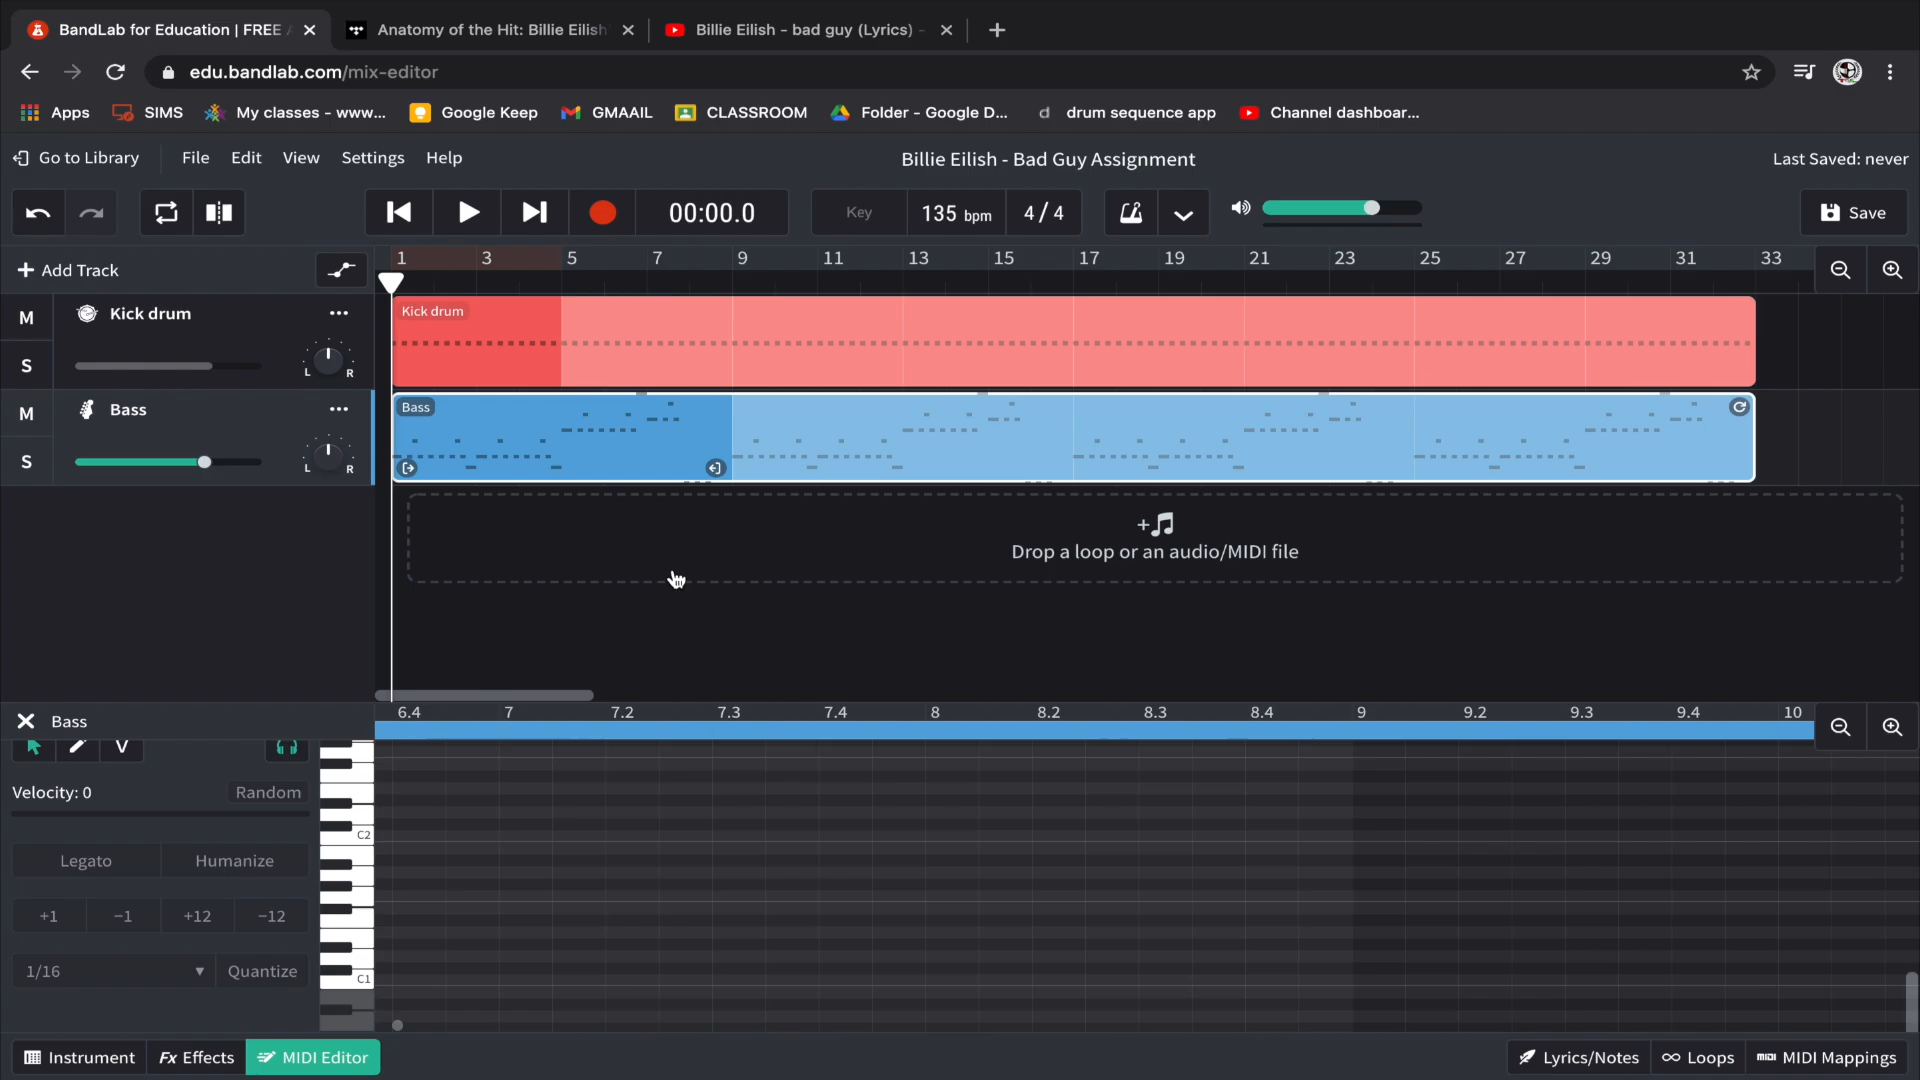 BandLab for Education | FREE
Anatomy of the Hit: Billie Eilish
Billie Eilish - bad guy (Lyrics) -
edu.bandlab.com/mix-editor
Apps
SIMS
My classes - www...
Google Keep
GMAAIL
CLASSROOM
Folder - Google D...
d drum sequence app
Channel dashboar...
Go to Library
File
Edit
View
Settings
Help
Billie Eilish - Bad Guy Assignment
Last Saved: never
00:00.0
Key
135 bpm
4 / 4
Save
+ Add Track
1 3 5 7 9 11 13 15 17 19 21 23 25 27 29 31 33
M
Kick drum
Kick drum
S
L R
M
Bass
Bass
S
L R
Drop a loop or an audio/MIDI file
Bass
6.4 7 7.2 7.3 7.4 8 8.2 8.3 8.4 9 9.2 9.3 9.4 10
V
Velocity: 0
Random
C2
Legato
Humanize
+1
−1
+12
−12
1/16
Quantize
C1
Instrument
Fx Effects
MIDI Editor
Lyrics/Notes
Loops
MIDI MIDI Mappings